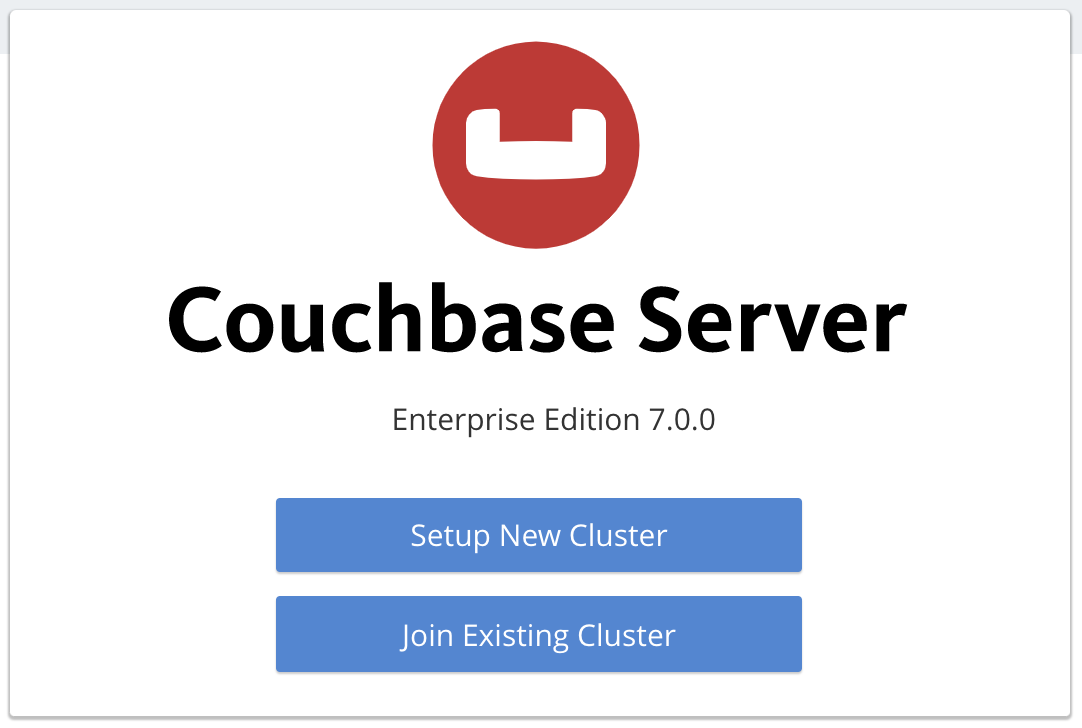 Couchbase Server
Enterprise Edition 7.0.0
Setup New Cluster
Join Existing Cluster